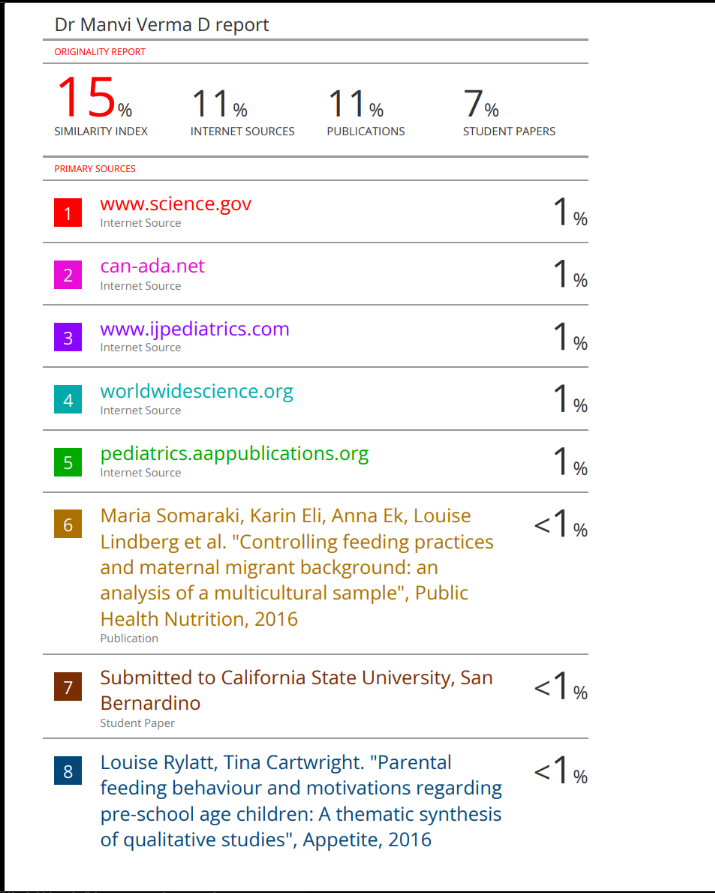 Dr Manvi Verma D report
ORIGINALITY REPORT
15%
11%
11%
7%
SIMILARITY INDEX
INTERNET SOURCES
PUBLICATIONS
STUDENT PAPERS
PRIMARY SOURCES
1
www.science.gov
Internet Source
1%
2
can-ada.net
Internet Source
1%
3
www.ijpediatrics.com
Internet Source
1%
4
worldwidescience.org
Internet Source
1%
5
pediatrics.aappublications.org
Internet Source
1%
6
Maria Somaraki, Karin Eli, Anna Ek, Louise
Lindberg et al. "Controlling feeding practices
and maternal migrant background: an
analysis of a multicultural sample", Public
Health Nutrition, 2016
Publication
<1%
7
Submitted to California State University, San
Bernardino
Student Paper
<1%
8
Louise Rylatt, Tina Cartwright. "Parental
feeding behaviour and motivations regarding
pre-school age children: A thematic synthesis
of qualitative studies", Appetite, 2016
<1%